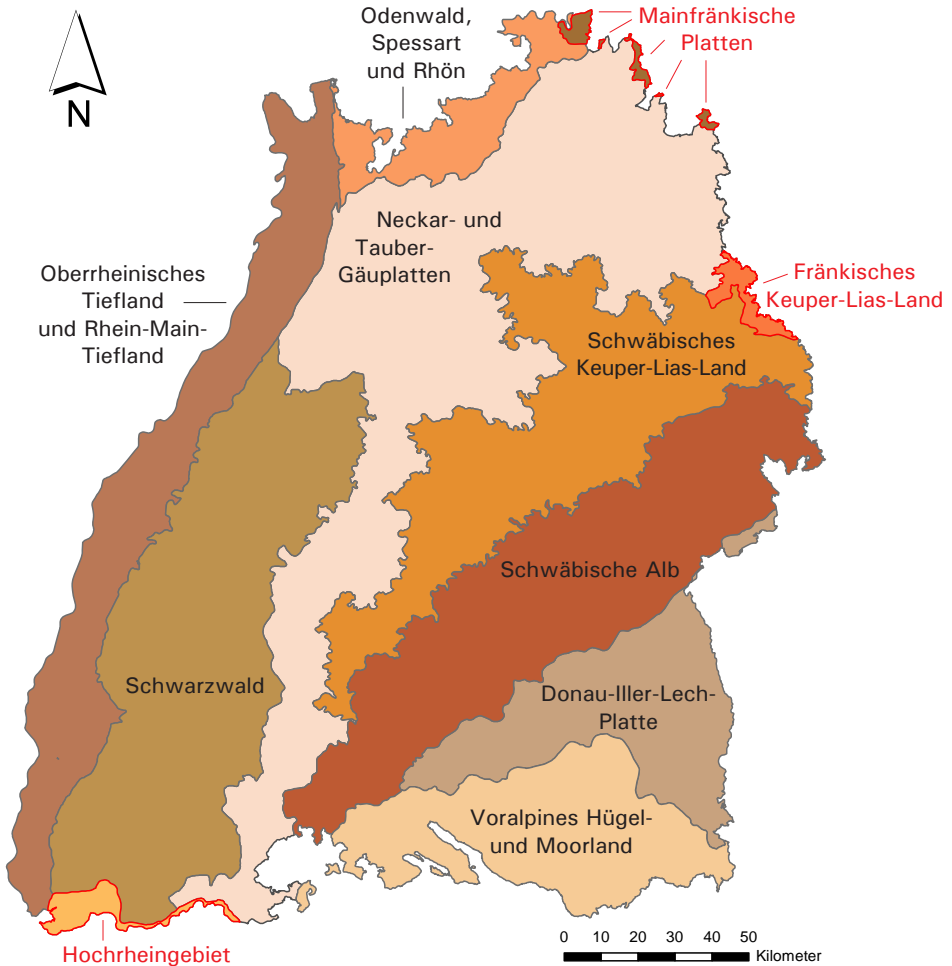 Odenwald,
Spessart
und Rhön
Mainfränkische
Platten
N
Neckar- und
Tauber-
Gäuplatten
Oberrheinisches
Tiefland
und Rhein-Main-
Tiefland
Fränkisches
Keuper-Lias-Land
Schwäbisches
Keuper-Lias-Land
Schwäbische Alb
Schwarzwald
Donau-Iller-Lech-
Platte
Voralpines Hügel-
und Moorland
Hochrheingebiet
0 10 20 30 40 50
Kilometer